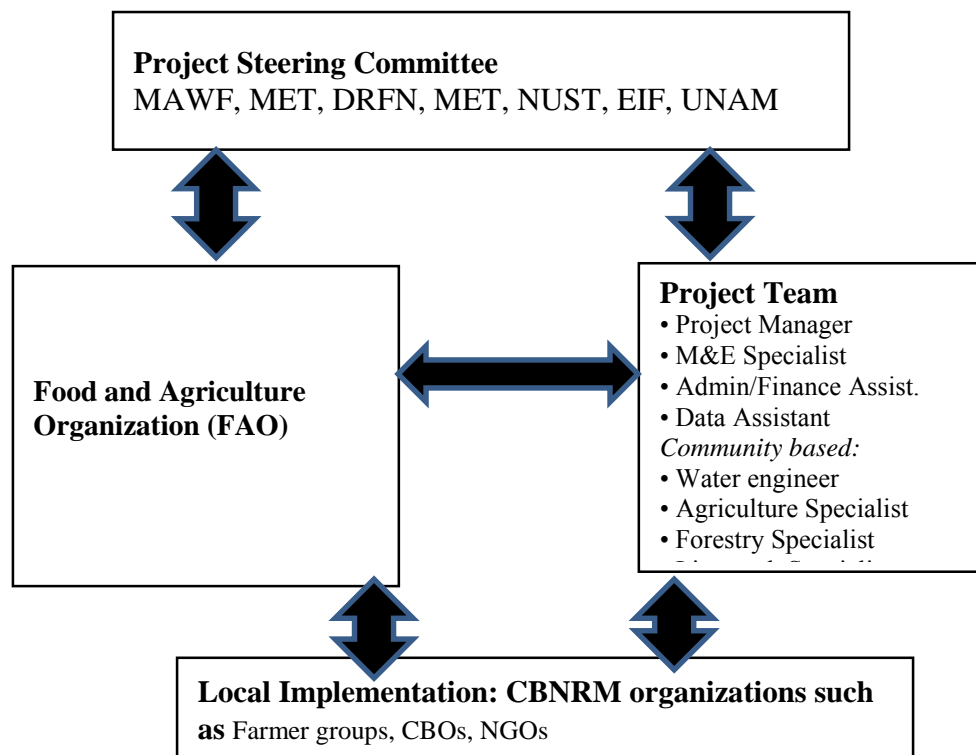 Project Steering Committee
MAWF, MET, DRFN, MET, NUST, EIF, UNAM
Food and Agriculture
Organization (FAO)
Project Team
• Project Manager
• M&E Specialist
• Admin/Finance Assist.
• Data Assistant
Community based:
• Water engineer
• Agriculture Specialist
• Forestry Specialist
Local Implementation: CBNRM organizations such
as Farmer groups, CBOs, NGOs